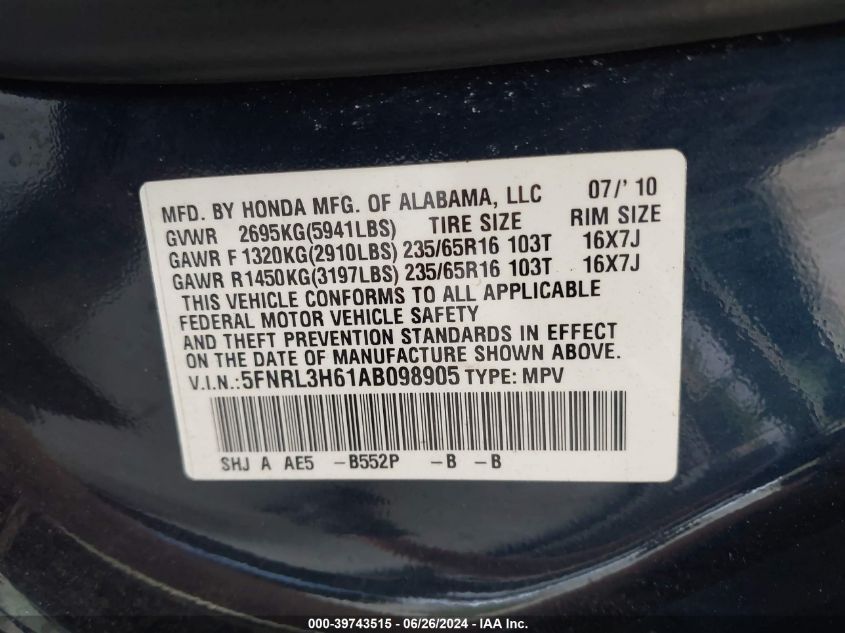 MFD. BY HONDA MFG. OF ALABAMA, LLC 07/'10
GVWR 2695KG(5941LBS) TIRE SIZE RIM SIZE
GAWR F 1320KG(2910LBS) 235/65R16 103T 16X7J
GAWR R1450KG(3197LBS) 235/65R16 103T 16X7J
THIS VEHICLE CONFORMS TO ALL APPLICABLE
FEDERAL MOTOR VEHICLE SAFETY
AND THEFT PREVENTION STANDARDS IN EFFECT
ON THE DATE OF MANUFACTURE SHOWN ABOVE.
V.I.N.:5FNRL3H61AB098905 TYPE: MPV
SHJ A AE5 -B552P -B -B
000-39743515 - 06/26/2024 - IAAI.COM